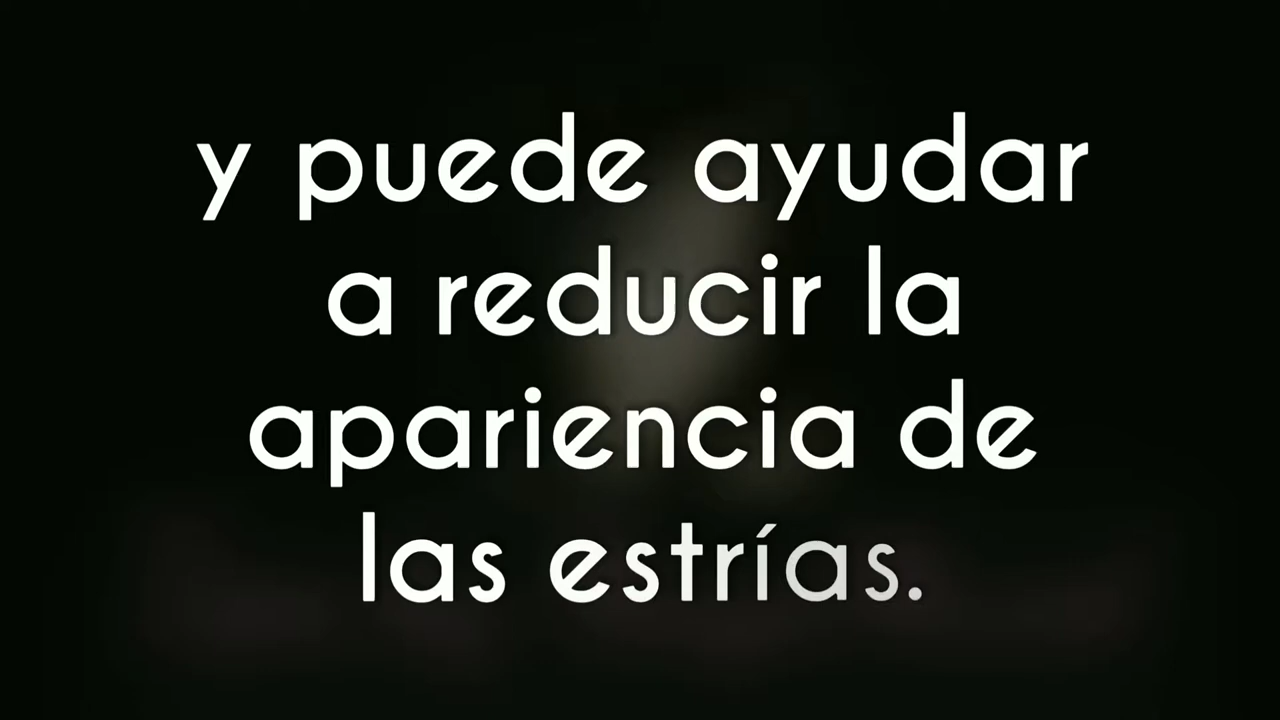 y puede ayudar
a reducir la
apariencia de
las estrías.